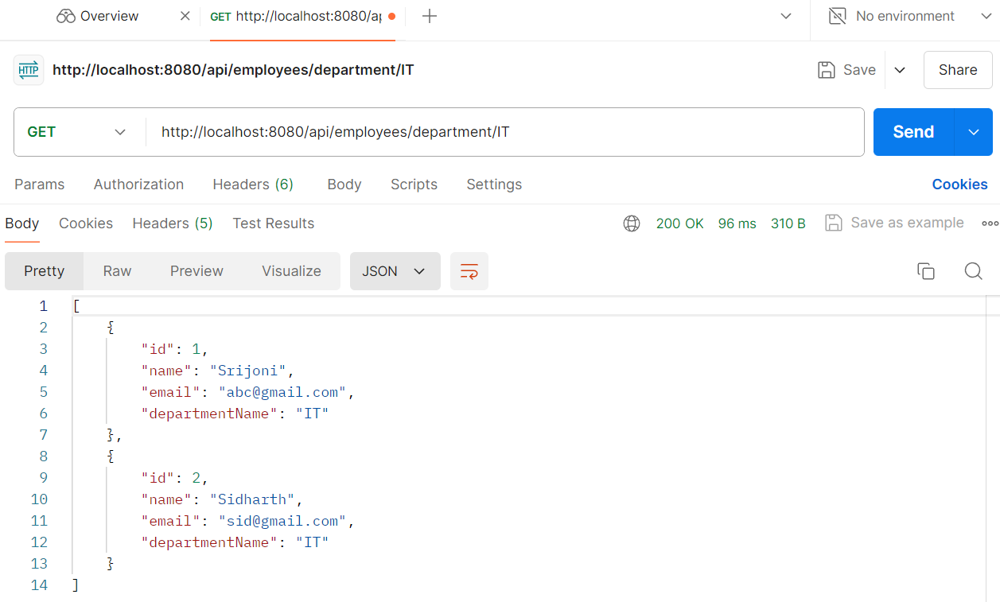 Overview
GET http://localhost:8080/ap
No environment
HTTP http://localhost:8080/api/employees/department/IT
Save
Share
GET http://localhost:8080/api/employees/department/IT
Send
Params Authorization Headers (6) Body Scripts Settings Cookies
Body Cookies Headers (5) Test Results 200 OK 96 ms 310 B Save as example
Pretty Raw Preview Visualize JSON
1 [
2 {
3 "id": 1,
4 "name": "Srijoni",
5 "email": "abc@gmail.com",
6 "departmentName": "IT"
7 },
8 {
9 "id": 2,
10 "name": "Sidharth",
11 "email": "sid@gmail.com",
12 "departmentName": "IT"
13 }
14 ]